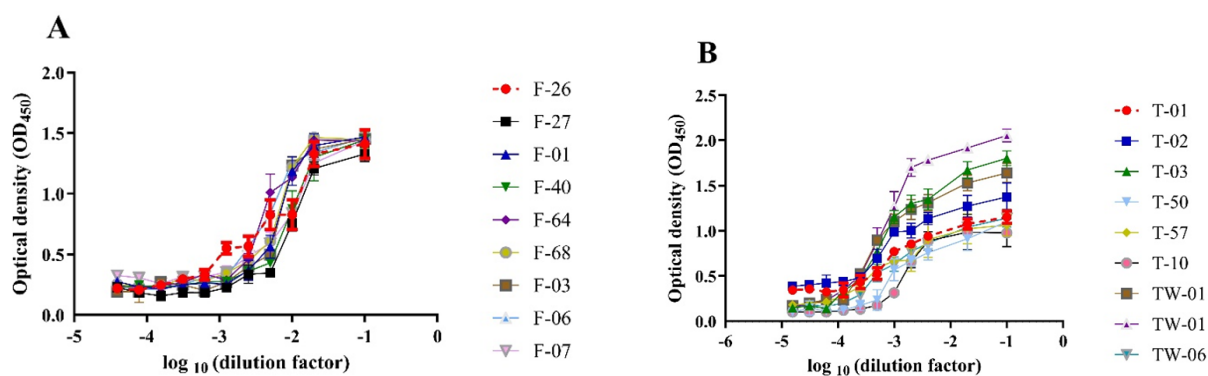 A
Optical density (OD450)
2.0
1.5
1.0
0.5
0.0
-5 -4 -3 -2 -1 0
log 10 (dilution factor)
F-26
F-27
F-01
F-40
F-64
F-68
F-03
F-06
F-07
B
Optical density (OD450)
2.5
2.0
1.5
1.0
0.5
0.0
-5 -4 -3 -2 -1 0
log 10 (dilution factor)
T-01
T-02
T-03
T-50
T-57
T-10
TW-01
TW-01
TW-06